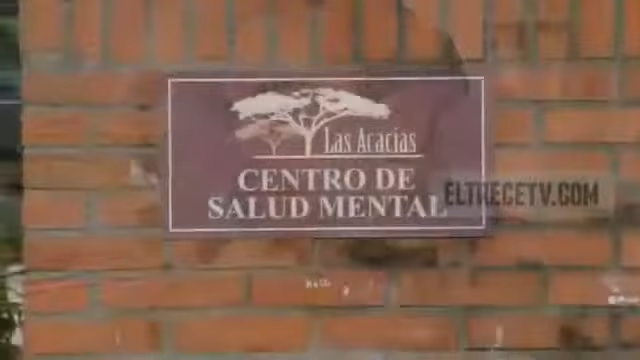 Las Acacias
CENTRO DE
SALUD MENTAL
ELTRECETV.COM